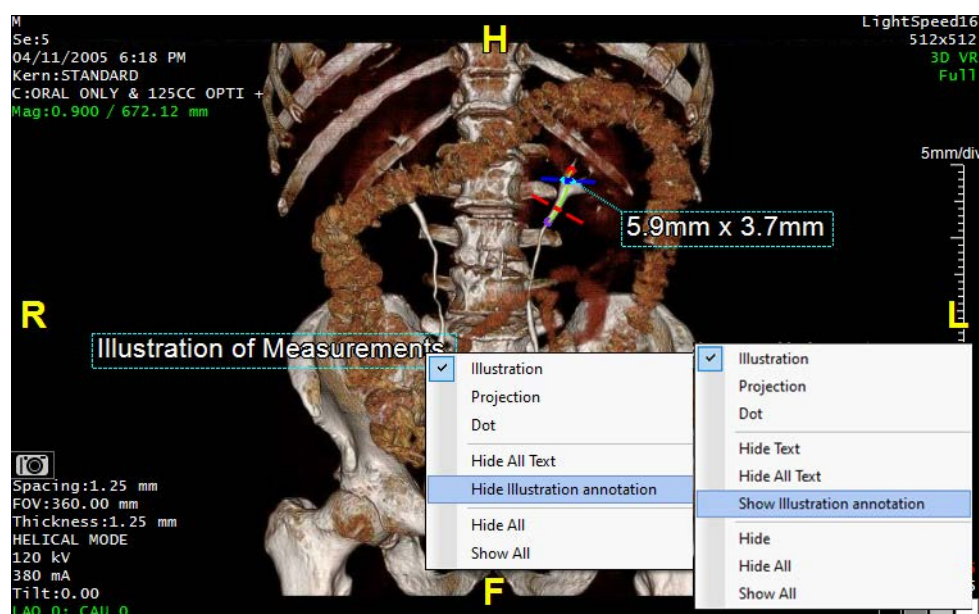 M
Se:5
04/11/2005 6:18 PM
Kern:STANDARD
C:ORAL ONLY & 125CC OPTI +
Mag:0.900 / 672.12 mm
H
LightSpeed16
512x512
3D VR
Full
5mm/div
5.9mm x 3.7mm
R
L
Illustration of Measurements
Illustration
Projection
Dot
Hide All Text
Hide Illustration annotation
Hide All
Show All
Illustration
Projection
Dot
Hide Text
Hide All Text
Show Illustration annotation
Hide
Hide All
Show All
Spacing:1.25 mm
FOV:360.00 mm
Thickness:1.25 mm
HELICAL MODE
120 kV
380 mA
Tilt:0.00
LAO 0: CAU 0
F